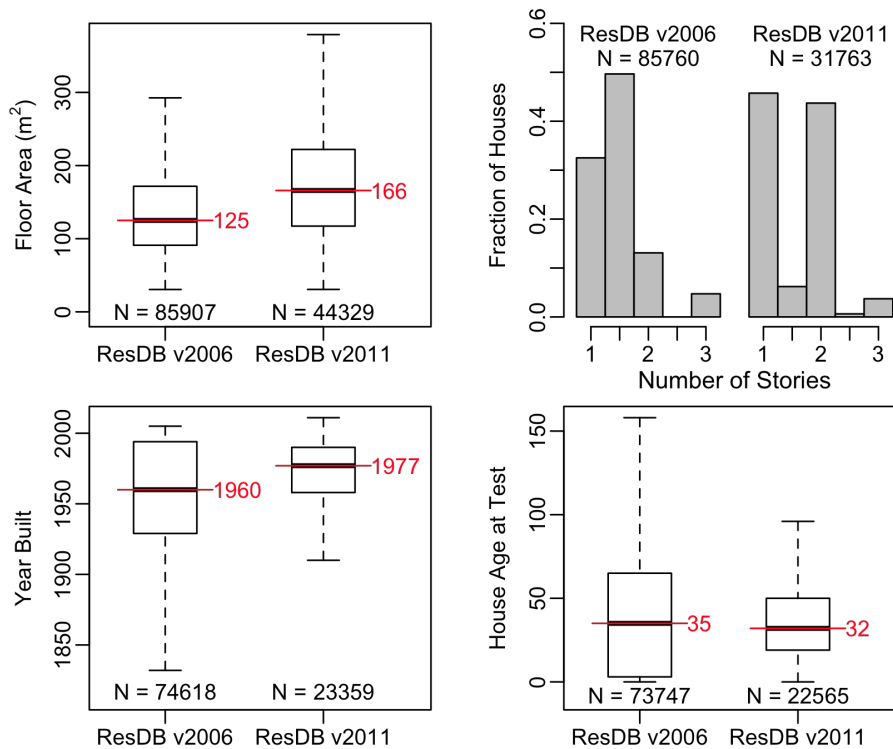 Floor Area (m²)
0
100
200
300
125
166
N = 85907
N = 44329
ResDB v2006
ResDB v2011
Fraction of Houses
0.0
0.2
0.4
0.6
ResDB v2006
N = 85760
ResDB v2011
N = 31763
1
2
3
1
2
3
Number of Stories
Year Built
1850
1900
1950
2000
1960
1977
N = 74618
N = 23359
ResDB v2006
ResDB v2011
House Age at Test
0
50
100
150
35
32
N = 73747
N = 22565
ResDB v2006
ResDB v2011